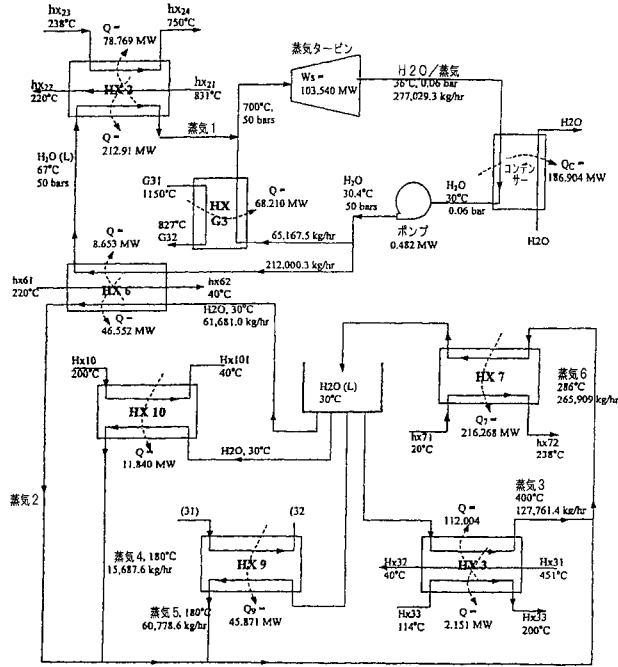 hx23
238°C
Q =
78.769 MW
hx24
750°C
hx22
220°C
HX 2
hx21
831°C
Q =
212.91 MW
蒸気 1
H₂O (L)
67°C
50 bars
蒸気タービン
Ws =
103,540 MW
700°C,
50 bars
H2O/蒸気
36°C, 0.06 bar
277,029.3 kg/hr
H2O
コンデン
サー
Qc =
186.904 MW
H2O
G31
1150°C
HX
G3
Q =
68.210 MW
827°C
G32
H₂O
30.4°C
50 bars
ポンプ
0.482 MW
H₂O
30°C
0.06 bar
65,167.5 kg/hr
212,000.3 kg/hr
Q =
8.653 MW
hx61
220°C
HX 6
hx62
40°C
Q =
46.552 MW
H2O, 30°C
61,681.0 kg/hr
Hx10
200°C
Hx101
40°C
HX 10
Q =
11.840 MW
H2O, 30°C
H2O (L)
30°C
HX 7
蒸気 6
286°C
265,909 kg/hr
hx71
20°C
Q₇ =
216,268 MW
hx72
238°C
蒸気 2
蒸気 4, 180°C
15,687.6 kg/hr
(31)
(32
HX 9
蒸気 5, 180°C
60,778.6 kg/hr
Q₉ =
45.871 MW
蒸気 3
400°C
127,761.4 kg/hr
Q =
112.004
Hx32
40°C
HX 3
Hx31
451°C
Hx33
114°C
Q =
2.151 MW
Hx33
200°C